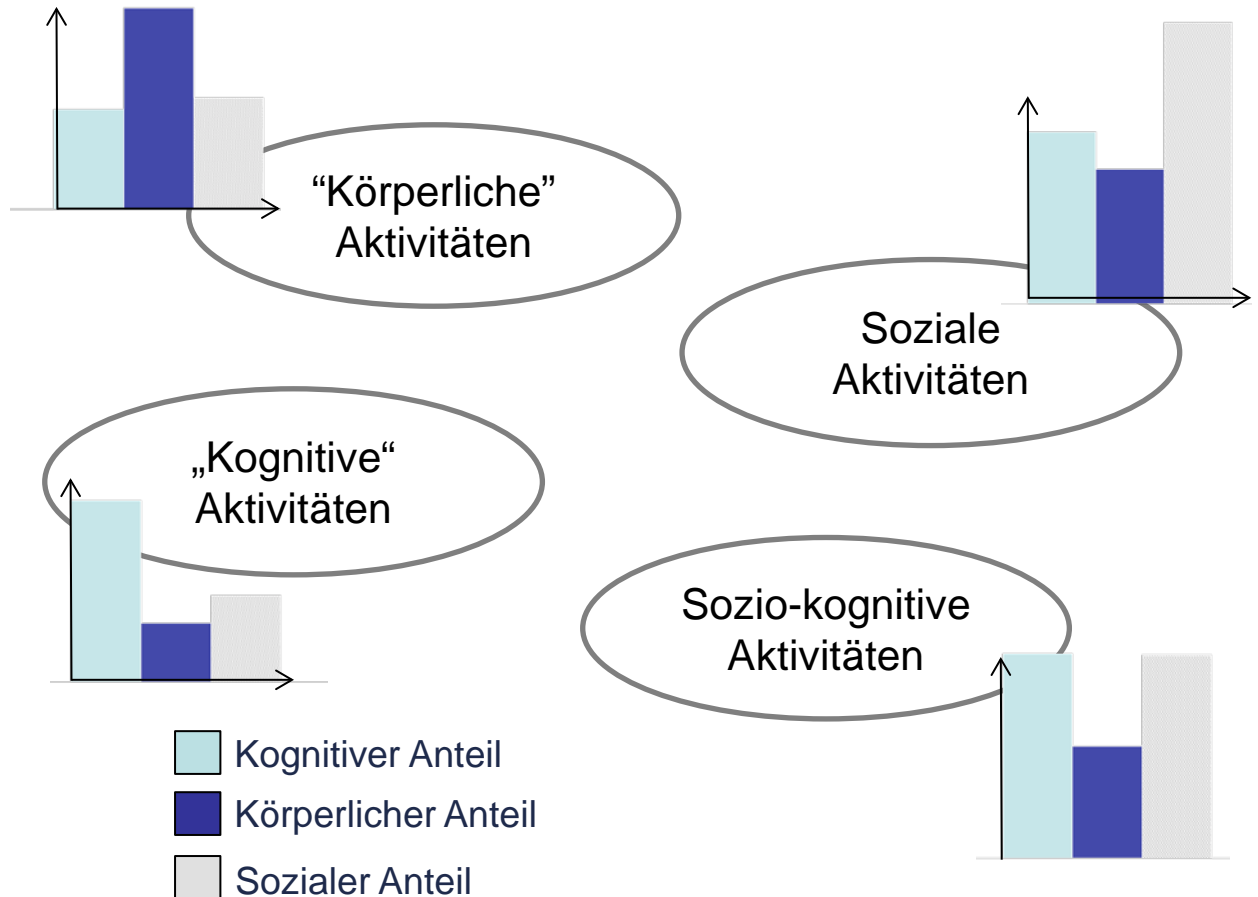 “Körperliche”
Aktivitäten
Soziale
Aktivitäten
„Kognitive“
Aktivitäten
Sozio-kognitive
Aktivitäten
Kognitiver Anteil
Körperlicher Anteil
Sozialer Anteil